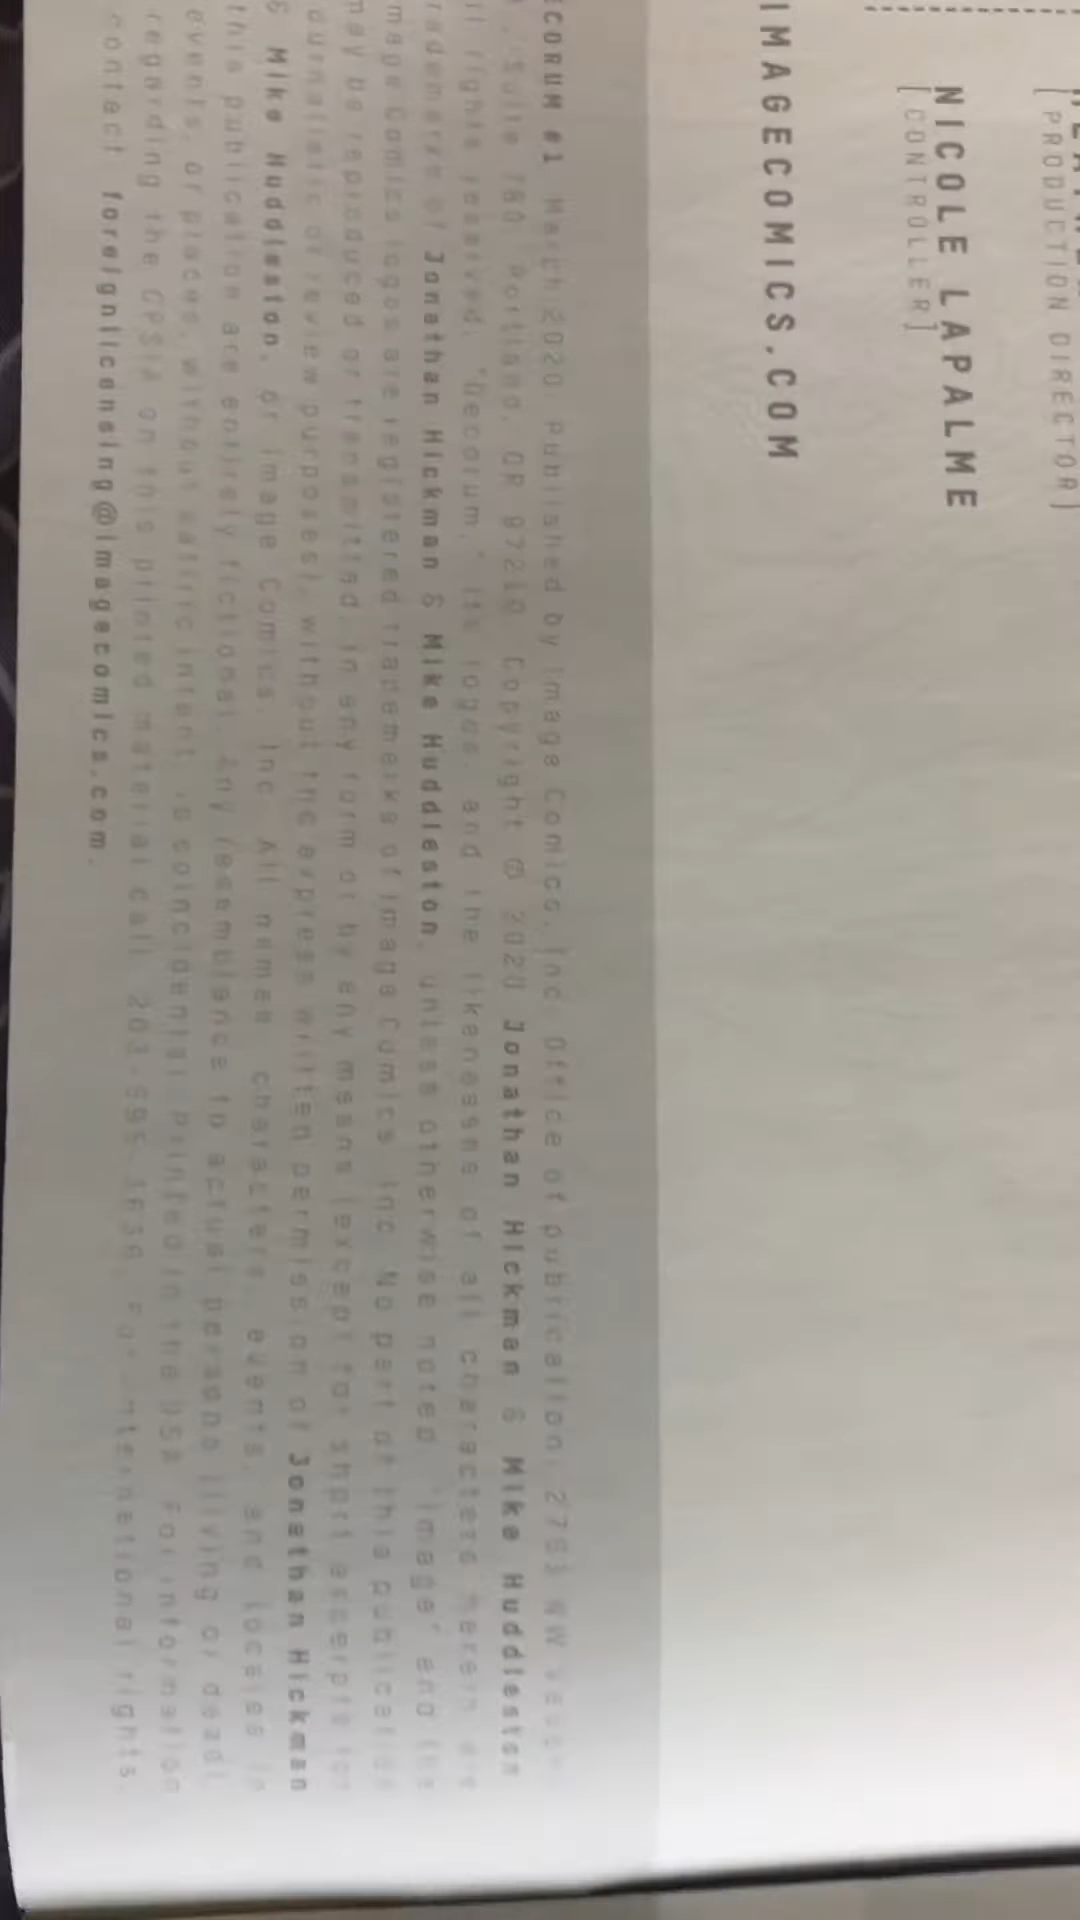 [PRODUCTION DIRECTOR]
NICOLE LAPALME
[CONTROLLER]
IMAGECOMICS.COM
ECORUM #1 March 2020. Published by Image Comics, Inc. Office of publication: 2701 NW
Suite 780, Portland, OR 97210. Copyright © 2020 Jonathan Hickman & Mike Huddleston
ll rights reserved. "Decorum," its logos, and the likenesses of all characters herein are
rademarks of Jonathan Hickman & Mike Huddleston, unless otherwise noted. "Image" and the
mage Comics logos are registered trademarks of Image Comics, Inc. No part of this publication
may be reproduced or transmitted, in any form or by any means (except for short excerpts for
ournalistic or review purposes), without the express written permission of Jonathan Hickman
& Mike Huddleston, or Image Comics, Inc. All names, characters, events, and locales in
this publication are entirely fictional. Any resemblance to actual persons (living or dead),
events, or places, without satiric intent, is coincidental. Printed in the USA. For information
regarding the CPSIA on this printed material call: 203-595-3636. For international rights,
contact: foreignlicensing@imagecomics.com.